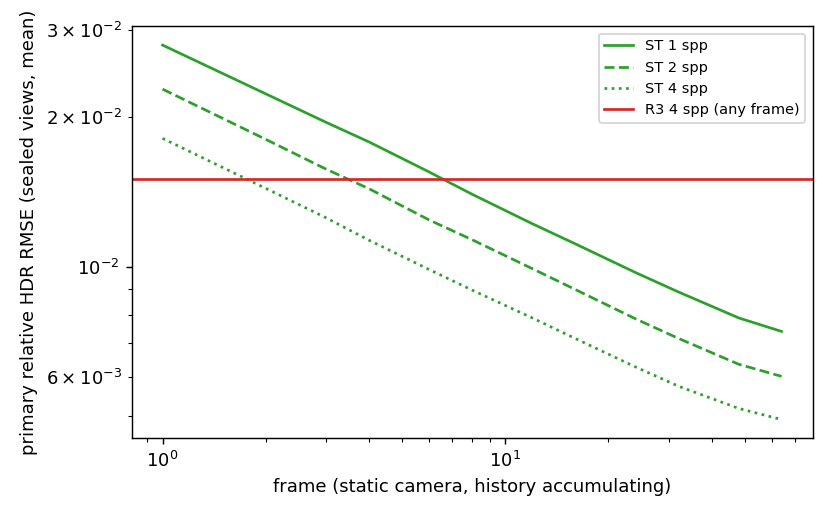 primary relative HDR RMSE (sealed views, mean)
3 × 10⁻²
2 × 10⁻²
10⁻²
6 × 10⁻³
ST 1 spp
ST 2 spp
ST 4 spp
R3 4 spp (any frame)
10⁰
10¹
frame (static camera, history accumulating)